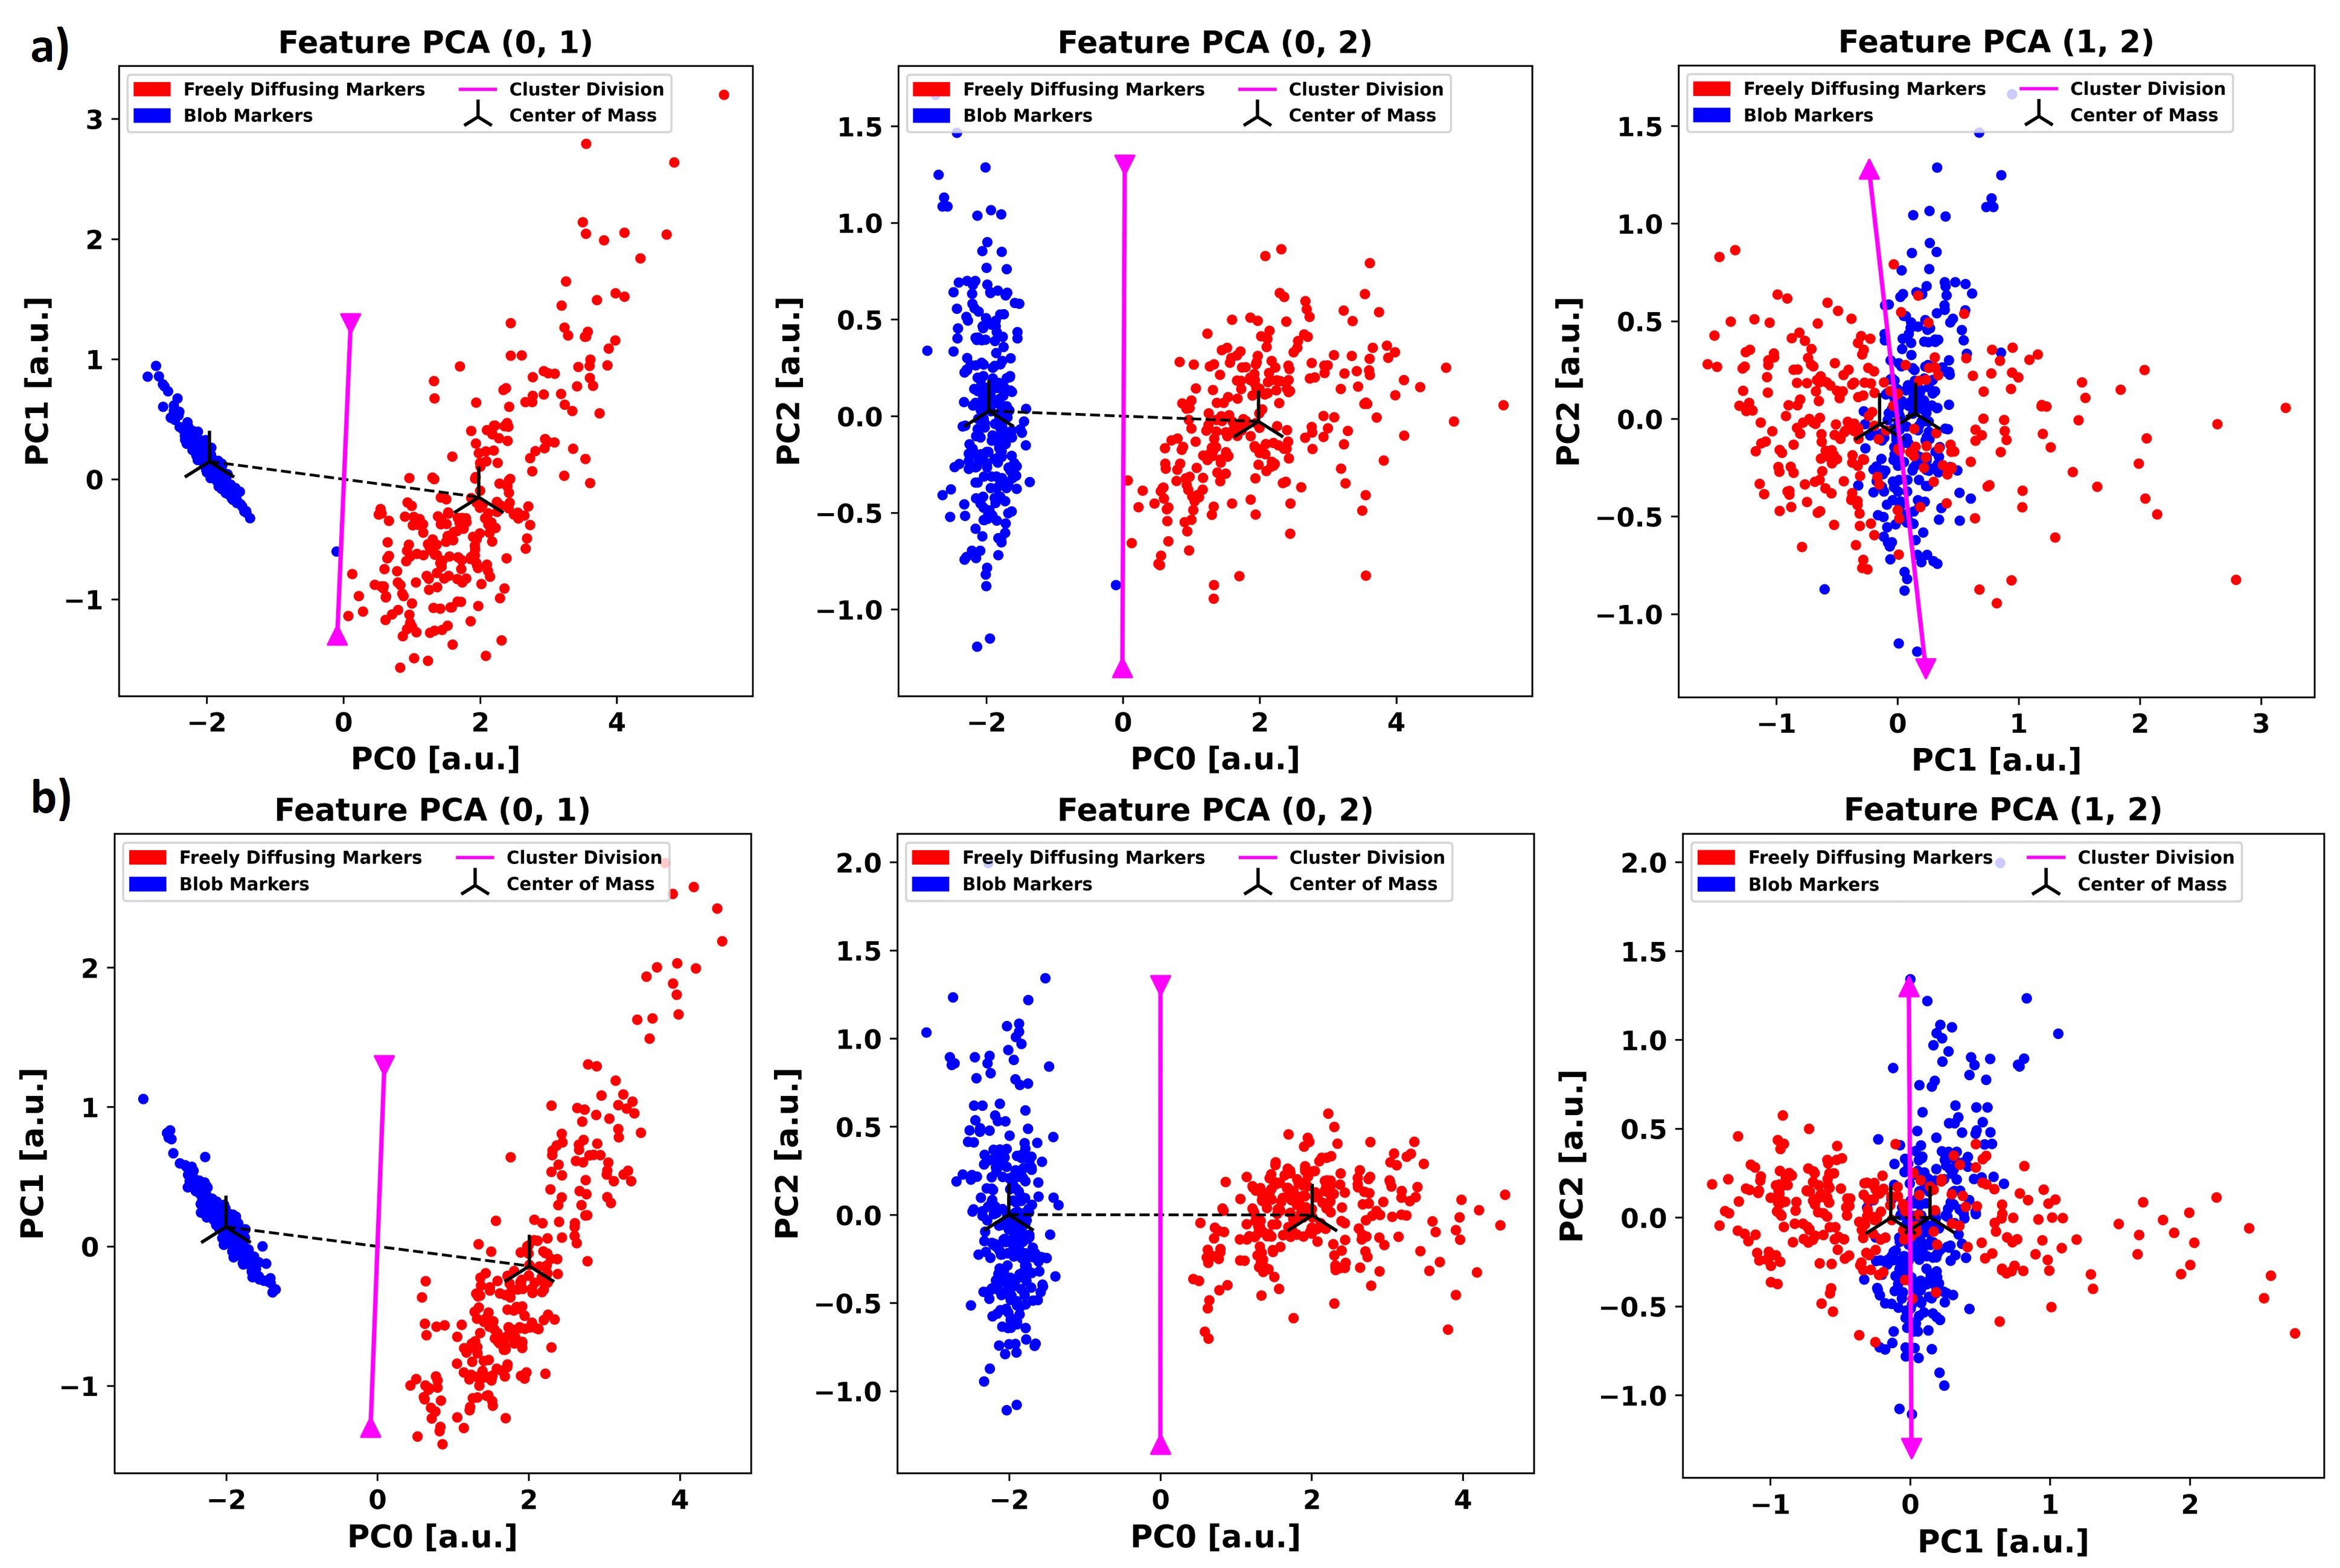 a)
Feature PCA (0, 1)
Freely Diffusing Markers
Blob Markers
Cluster Division
Center of Mass
3
2
1
0
−1
PC1 [a.u.]
−2
0
2
4
PC0 [a.u.]
Feature PCA (0, 2)
Freely Diffusing Markers
Blob Markers
Cluster Division
Center of Mass
1.5
1.0
0.5
0.0
−0.5
−1.0
PC2 [a.u.]
−2
0
2
4
PC0 [a.u.]
Feature PCA (1, 2)
Freely Diffusing Markers
Blob Markers
Cluster Division
Center of Mass
1.5
1.0
0.5
0.0
−0.5
−1.0
PC2 [a.u.]
−1
0
1
2
3
PC1 [a.u.]
b)
Feature PCA (0, 1)
Freely Diffusing Markers
Blob Markers
Cluster Division
Center of Mass
2
1
0
−1
PC1 [a.u.]
−2
0
2
4
PC0 [a.u.]
Feature PCA (0, 2)
Freely Diffusing Markers
Blob Markers
Cluster Division
Center of Mass
2.0
1.5
1.0
0.5
0.0
−0.5
−1.0
PC2 [a.u.]
−2
0
2
4
PC0 [a.u.]
Feature PCA (1, 2)
Freely Diffusing Markers
Blob Markers
Cluster Division
Center of Mass
2.0
1.5
1.0
0.5
0.0
−0.5
−1.0
PC2 [a.u.]
−1
0
1
2
PC1 [a.u.]